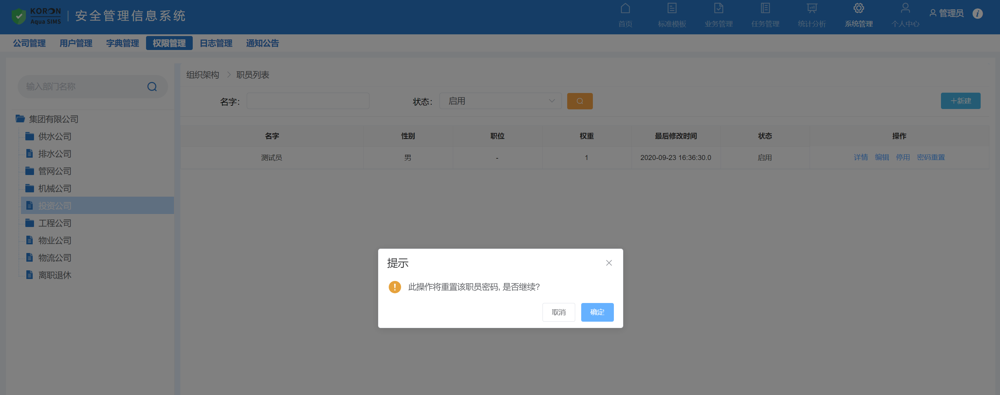 KORON
Aqua SIMS
安全管理信息系统
首页 标准模板 业务管理 任务管理 统计分析 系统管理 个人中心 管理员
公司管理 用户管理 字典管理 权限管理 日志管理 通知公告
输入部门名称
集团有限公司
供水公司
排水公司
管网公司
机械公司
投资公司
工程公司
物业公司
物流公司
离职退休
组织架构 > 职员列表
名字: 状态: 启用 +新建
名字 性别 职位 权重 最后修改时间 状态 操作
测试员 男 - 1 2020-09-23 16:36:30.0 启用 详情 编辑 停用 密码重置
提示
此操作将重置该职员密码, 是否继续?
取消 确定